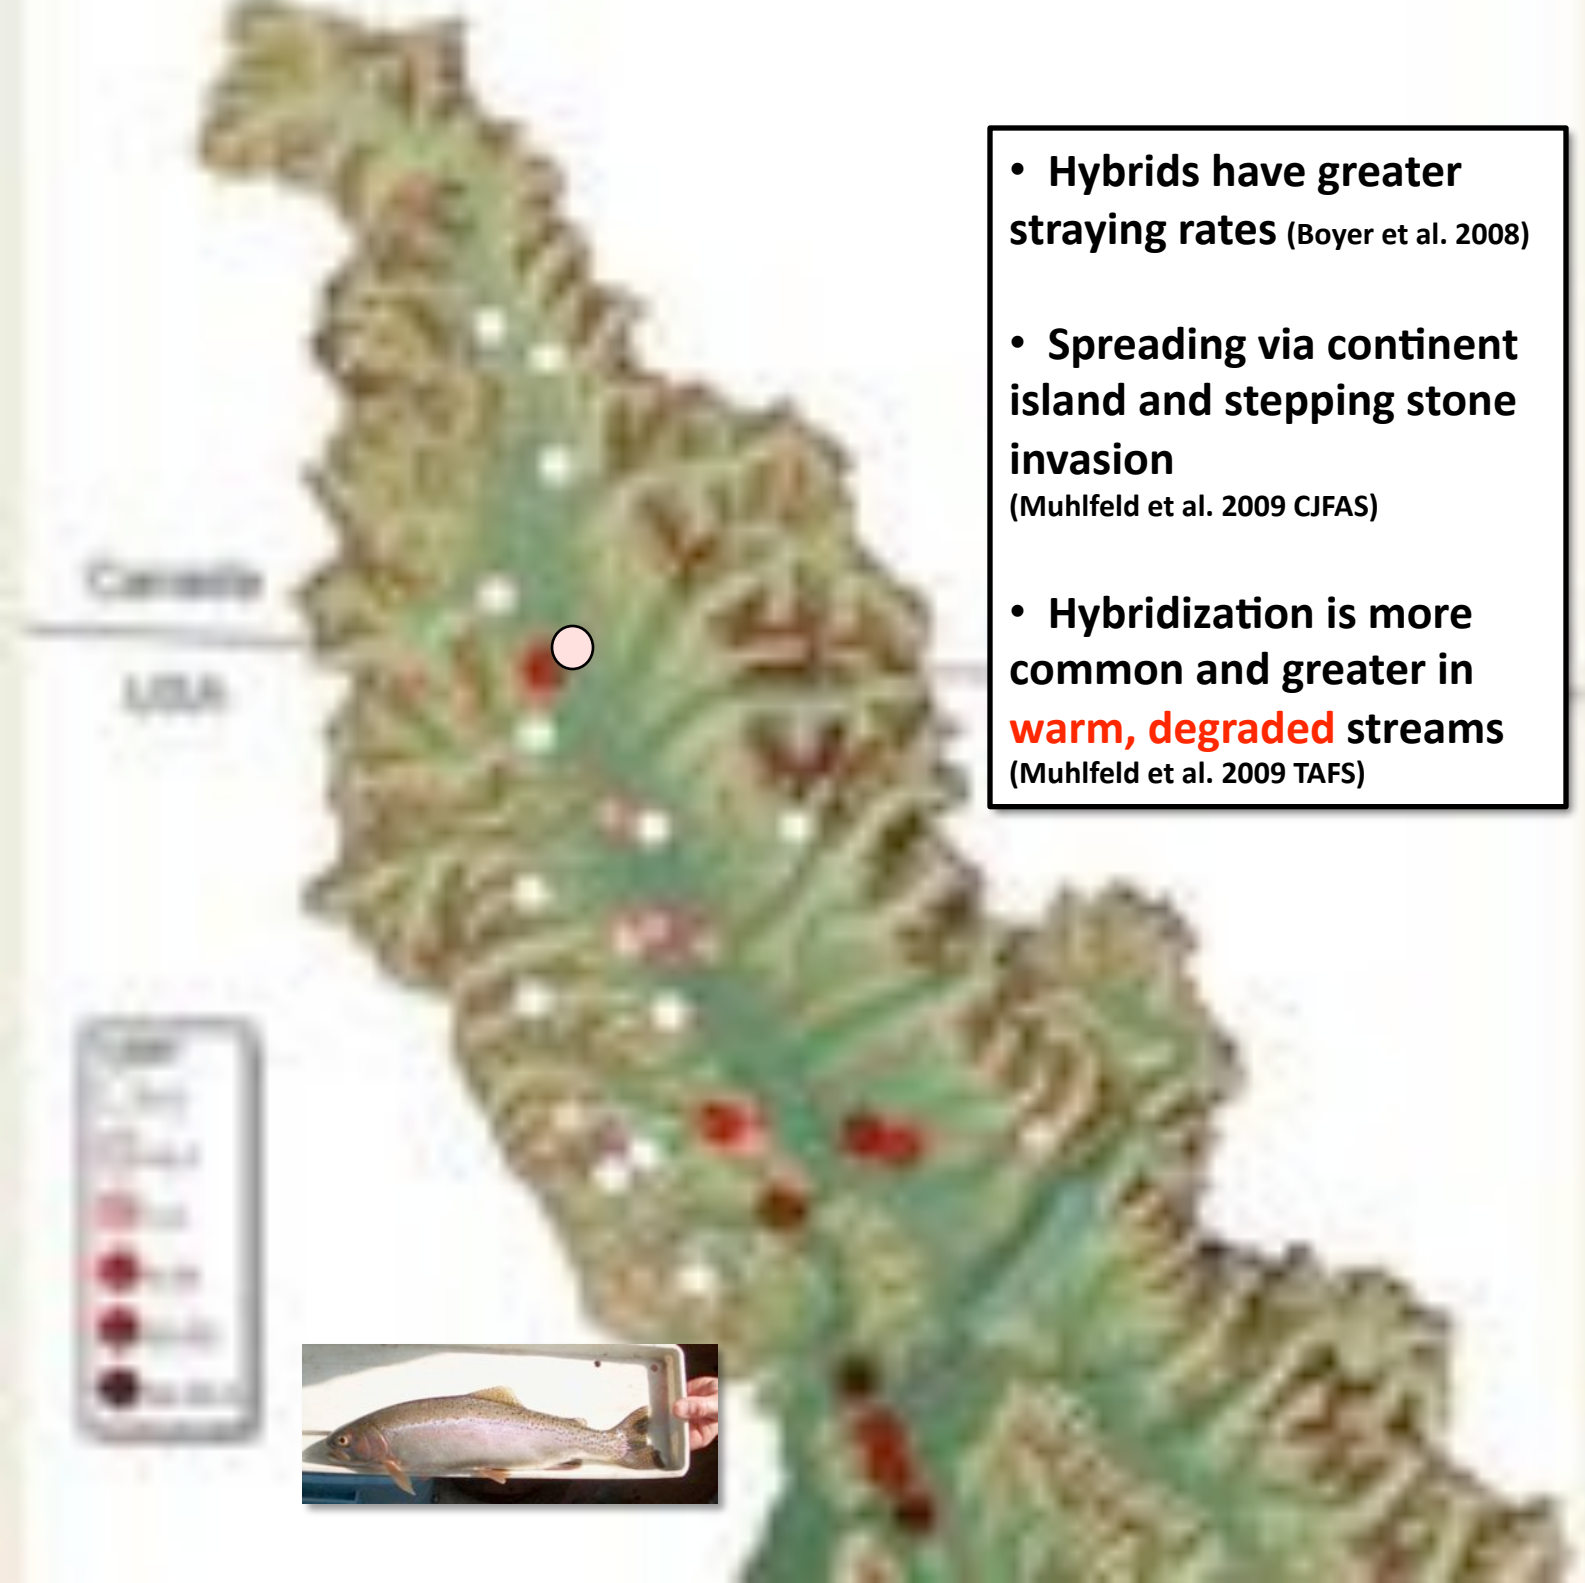 • Hybrids have greater
straying rates (Boyer et al. 2008)
• Spreading via continent
island and stepping stone
invasion
(Muhlfeld et al. 2009 CJFAS)
• Hybridization is more
common and greater in
warm, degraded streams
(Muhlfeld et al. 2009 TAFS)
Canada
USA